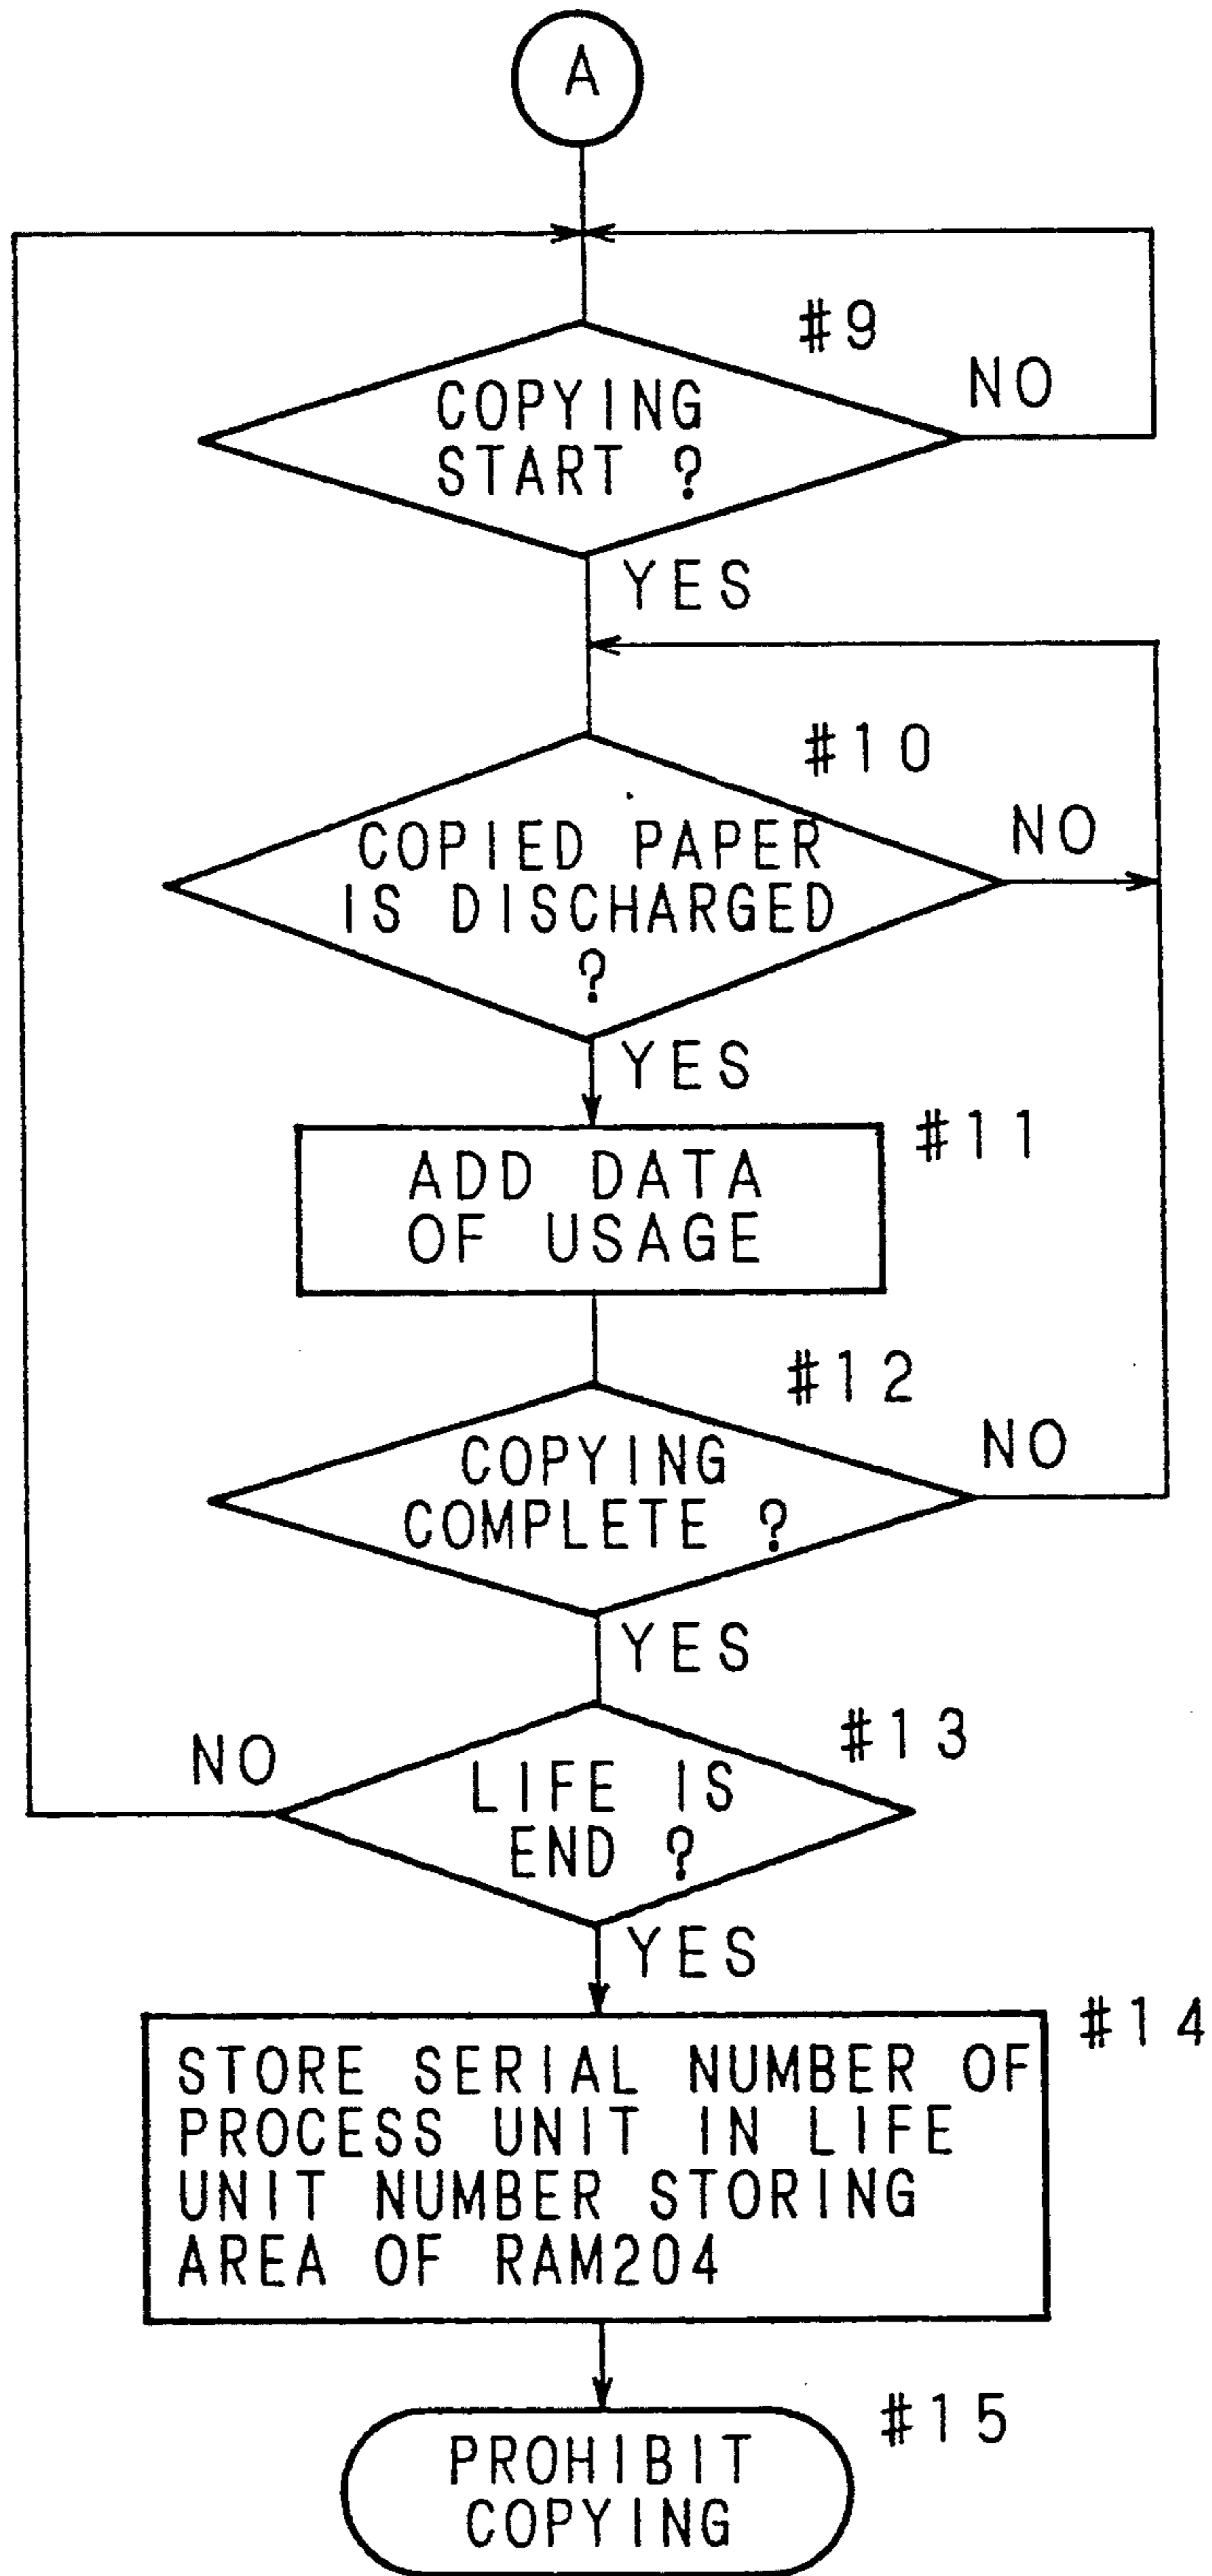 A
#9
COPYING
START ?
NO
YES
#10
COPIED PAPER
IS DISCHARGED
?
NO
YES
#11
ADD DATA
OF USAGE
#12
COPYING
COMPLETE ?
NO
YES
#13
LIFE IS
END ?
NO
YES
#14
STORE SERIAL NUMBER OF
PROCESS UNIT IN LIFE
UNIT NUMBER STORING
AREA OF RAM204
#15
PROHIBIT
COPYING